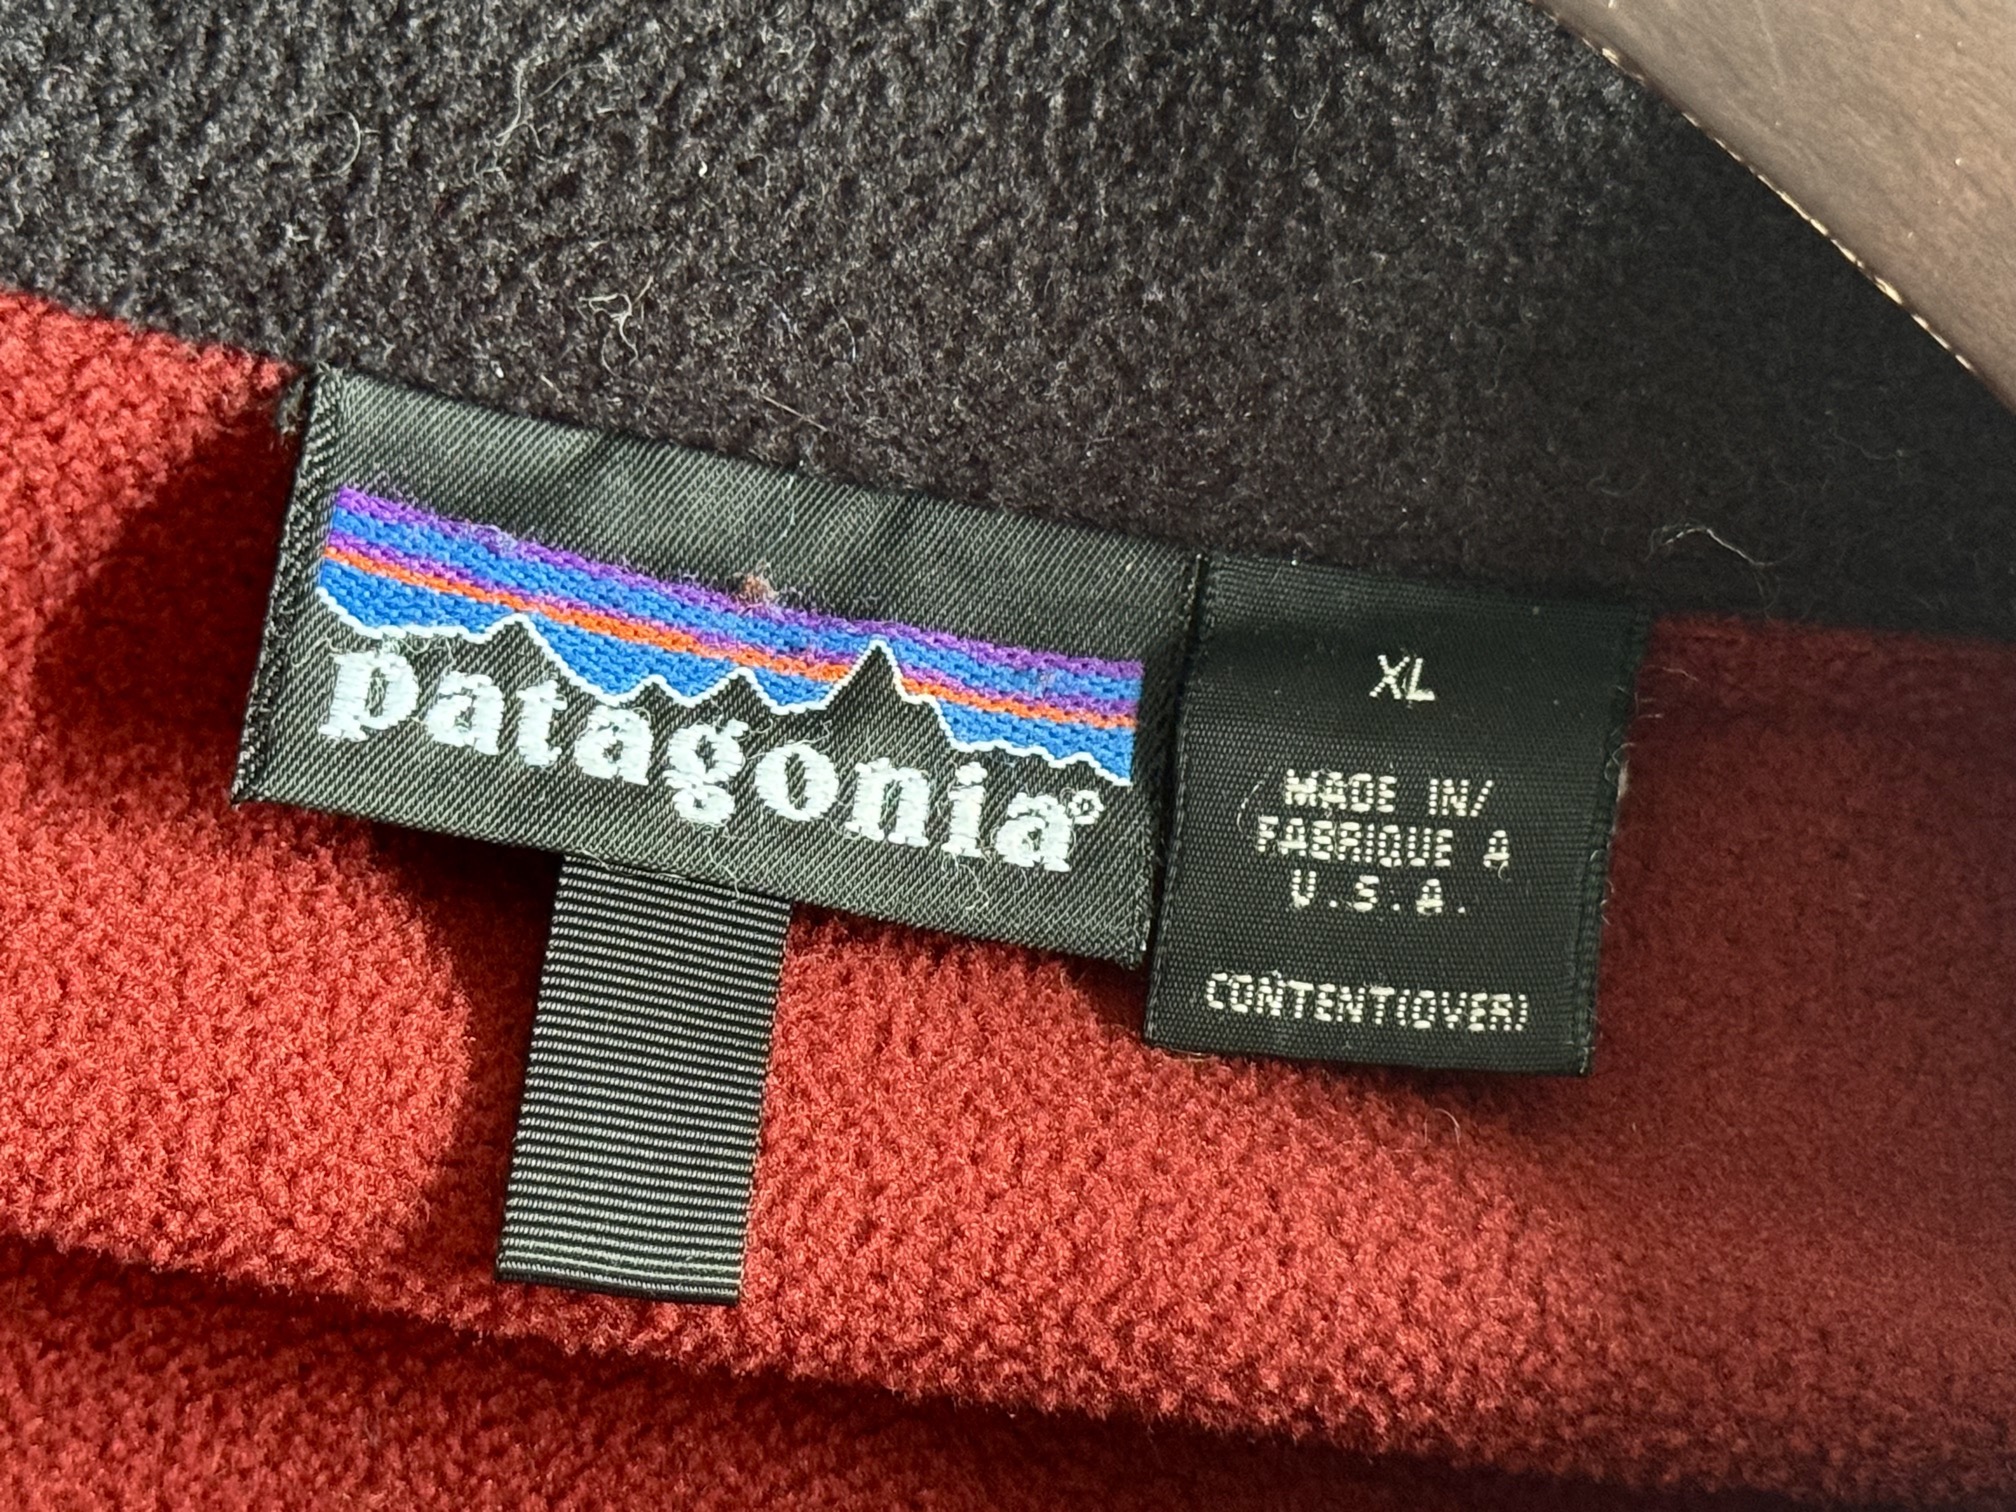 patagonia®
XL
MADE IN/
FABRIQUE A
U.S.A.
CONTENT(OVER)